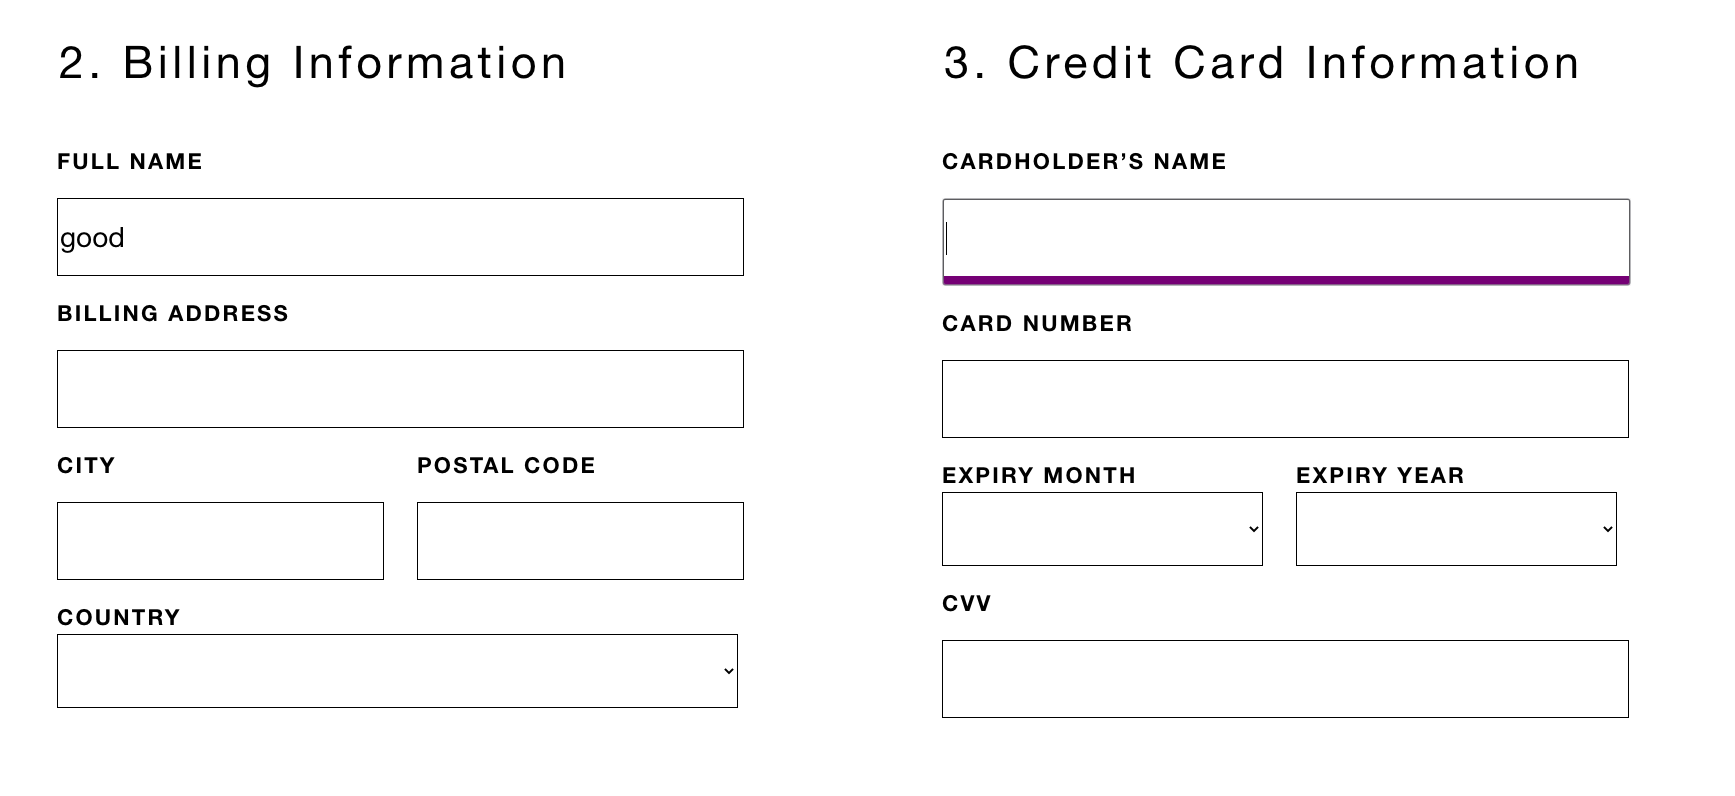 2. Billing Information
FULL NAME
good
BILLING ADDRESS
CITY
POSTAL CODE
COUNTRY
3. Credit Card Information
CARDHOLDER’S NAME
CARD NUMBER
EXPIRY MONTH
EXPIRY YEAR
CVV